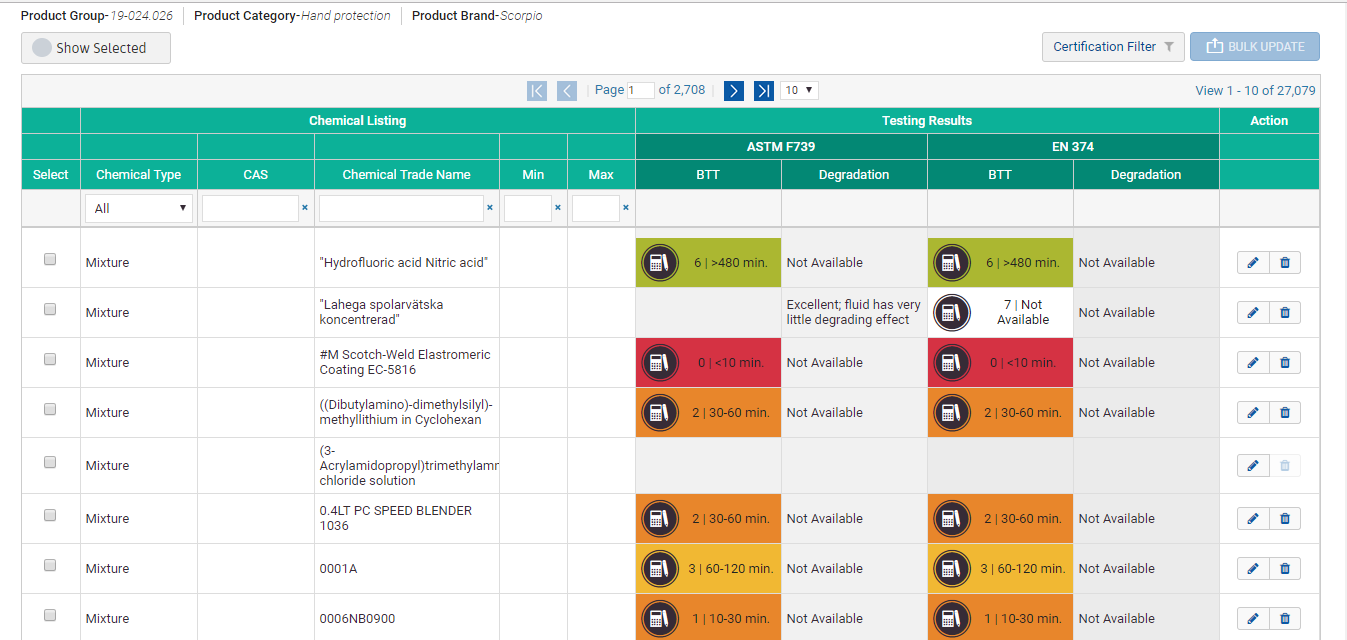 Product Group-19-024.026 Product Category-Hand protection Product Brand-Scorpio
Show Selected Certification Filter BULK UPDATE
Page 1 of 2,708 10 View 1 - 10 of 27,079
Chemical Listing Testing Results Action
ASTM F739 EN 374
Select Chemical Type CAS Chemical Trade Name Min Max BTT Degradation BTT Degradation
All × × × ×
Mixture "Hydrofluoric acid Nitric acid" 6 | >480 min. Not Available 6 | >480 min. Not Available
Mixture "Lahega spolarvätska
koncentrerad" Excellent; fluid has very
little degrading effect 7 | Not
Available Not Available
Mixture #M Scotch-Weld Elastromeric
Coating EC-5816 0 | <10 min. Not Available 0 | <10 min. Not Available
Mixture ((Dibutylamino)-dimethylsilyl)-
methyllithium in Cyclohexan 2 | 30-60 min. Not Available 2 | 30-60 min. Not Available
Mixture (3-
Acrylamidopropyl)trimethylamm
chloride solution
Mixture 0.4LT PC SPEED BLENDER
1036 2 | 30-60 min. Not Available 2 | 30-60 min. Not Available
Mixture 0001A 3 | 60-120 min. Not Available 3 | 60-120 min. Not Available
Mixture 0006NB0900 1 | 10-30 min. Not Available 1 | 10-30 min. Not Available